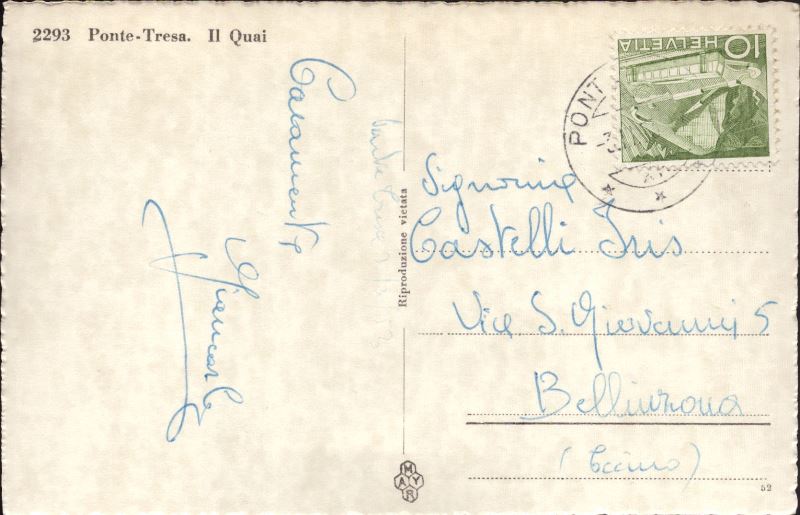 2293 Ponte-Tresa. Il Quai
Caramente
Giancarlo
Riproduzione vietata
HELVETIA 10
PONT
Signorina
Castelli Iris
Via S. Giovanni 5
Bellinzona
(Ticino)
MAYR
52